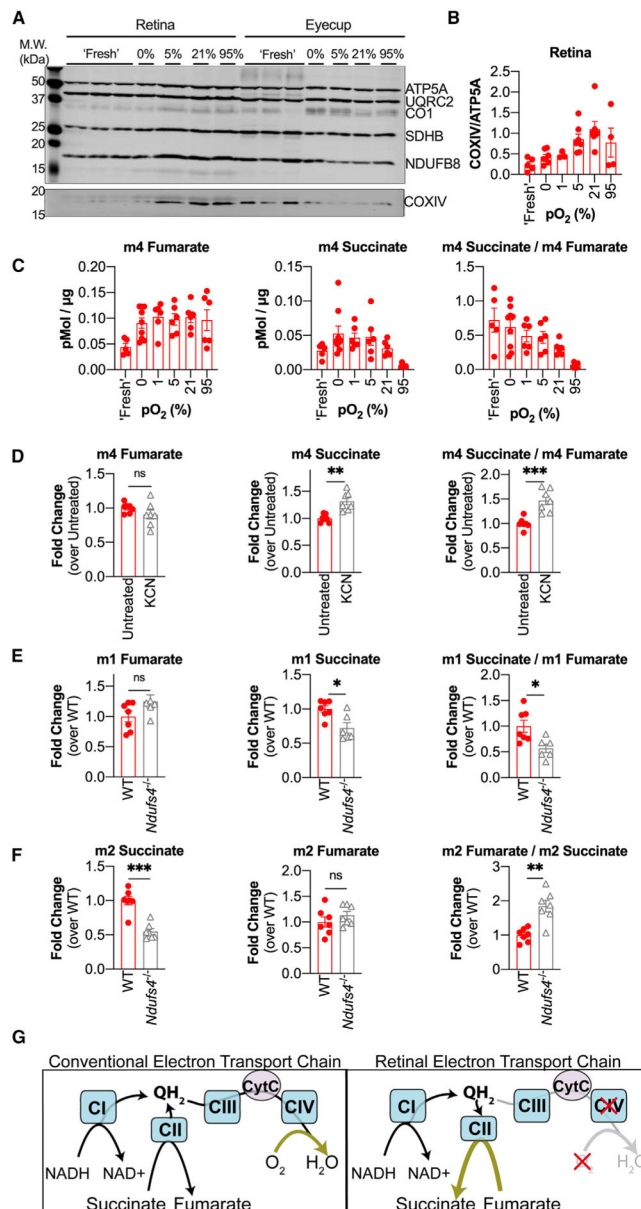 A
Retina Eyecup
M.W.
(kDa)
'Fresh' 0% 5% 21% 95% 'Fresh' 0% 5% 21% 95%
50
37
25
20
15
ATP5A
UQRC2
CO1
SDHB
NDUFB8
20
15
COXIV
B
Retina
COXIV/ATP5A
2.5
2.0
1.5
1.0
0.5
0.0
'Fresh' 0 1 5 21 95
pO2 (%)
C
m4 Fumarate
pMol / µg
0.20
0.15
0.10
0.05
0.00
'Fresh' 0 1 5 21 95
pO2 (%)
m4 Succinate
0.20
0.15
0.10
0.05
0.00
'Fresh' 0 1 5 21 95
pO2 (%)
m4 Succinate / m4 Fumarate
1.5
1.0
0.5
0.0
'Fresh' 0 1 5 21 95
pO2 (%)
D
m4 Fumarate
Fold Change
(over Untreated)
1.5
1.0
0.5
0.0
ns
Untreated
KCN
m4 Succinate
Fold Change
(over Untreated)
1.5
1.0
0.5
0.0
**
Untreated
KCN
m4 Succinate / m4 Fumarate
Fold Change
(over Untreated)
1.5
1.0
0.5
0.0
***
Untreated
KCN
E
m1 Fumarate
Fold Change
(over WT)
1.5
1.0
0.5
0.0
ns
WT
Ndufs4-/-
m1 Succinate
Fold Change
(over WT)
1.5
1.0
0.5
0.0
*
WT
Ndufs4-/-
m1 Succinate / m1 Fumarate
Fold Change
(over WT)
2.0
1.5
1.0
0.5
0.0
*
WT
Ndufs4-/-
F
m2 Succinate
Fold Change
(over WT)
1.5
1.0
0.5
0.0
***
WT
Ndufs4-/-
m2 Fumarate
Fold Change
(over WT)
2.0
1.5
1.0
0.5
0.0
ns
WT
Ndufs4-/-
m2 Fumarate / m2 Succinate
Fold Change
(over WT)
3
2
1
0
**
WT
Ndufs4-/-
G
Conventional Electron Transport Chain
CI
QH2
CII
CIII
CytC
CIV
NADH NAD+
O2 H2O
Succinate Fumarate
Retinal Electron Transport Chain
CI
QH2
CII
CIII
CytC
CIV
NADH NAD+
H2O
Succinate Fumarate